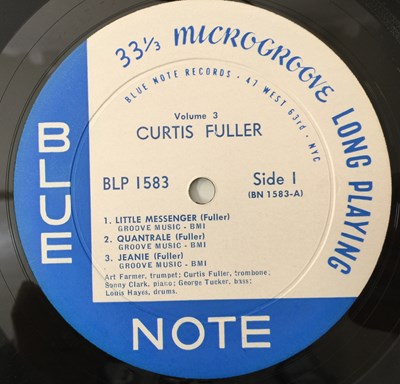 33 1/3 MICROGROOVE LONG PLAYING
BLUE NOTE RECORDS • 47 WEST 63rd • NYC
Volume 3
CURTIS FULLER
BLP 1583
Side 1
(BN 1583-A)
1. LITTLE MESSENGER (Fuller)
GROOVE MUSIC - BMI
2. QUANTRALE (Fuller)
GROOVE MUSIC - BMI
3. JEANIE (Fuller)
GROOVE MUSIC - BMI
Art Farmer, trumpet; Curtis Fuller, trombone;
Sonny Clark, piano; George Tucker, bass;
Louis Hayes, drums.
BLUE
NOTE